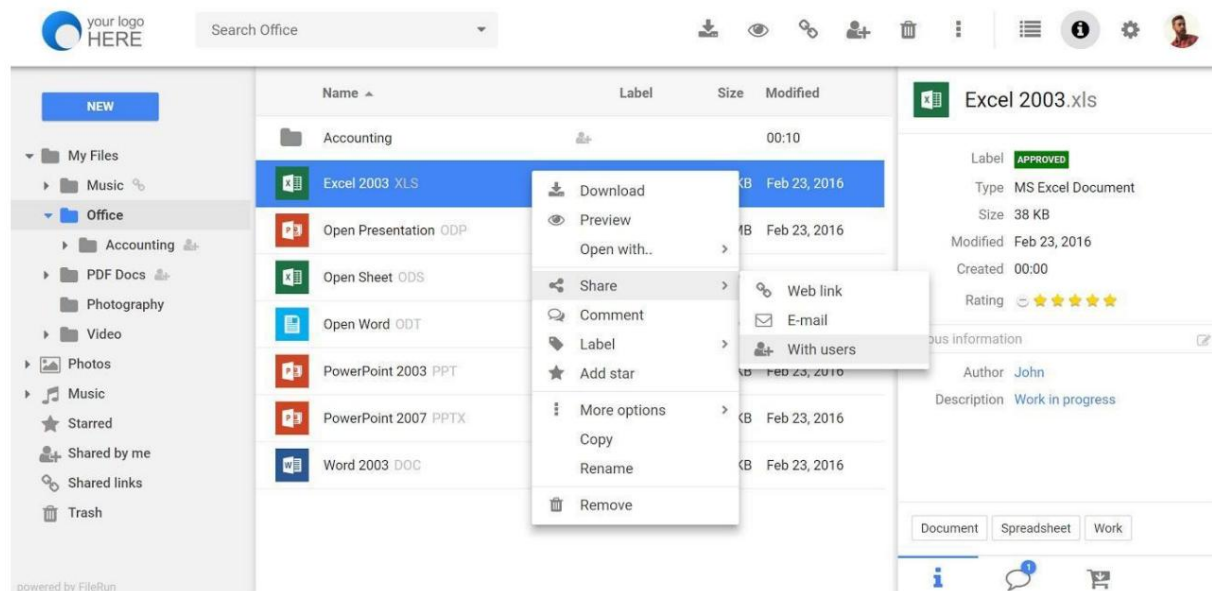 your logo
HERE
Search Office
NEW
My Files
Music
Office
Accounting
PDF Docs
Photography
Video
Photos
Music
Starred
Shared by me
Shared links
Trash
powered by FileRun
Name Label Size Modified
Accounting 00:10
Excel 2003 XLS KB Feb 23, 2016
Open Presentation ODP MB Feb 23, 2016
Open Sheet ODS
Open Word ODT
PowerPoint 2003 PPT KB Feb 23, 2016
PowerPoint 2007 PPTX KB Feb 23, 2016
Word 2003 DOC KB Feb 23, 2016
Download
Preview
Open with..
Share
Comment
Label
Add star
More options
Copy
Rename
Remove
Web link
E-mail
With users
Excel 2003.xls
Label APPROVED
Type MS Excel Document
Size 38 KB
Modified Feb 23, 2016
Created 00:00
Rating
information
Author John
Description Work in progress
Document Spreadsheet Work
1